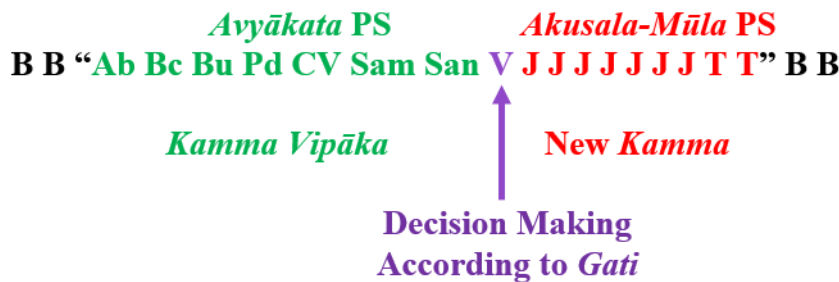 Avyākata PS Akusala-Mūla PS
B B “Ab Bc Bu Pd CV Sam San V J J J J J J J T T” B B
Kamma Vipāka New Kamma
Decision Making
According to Gati